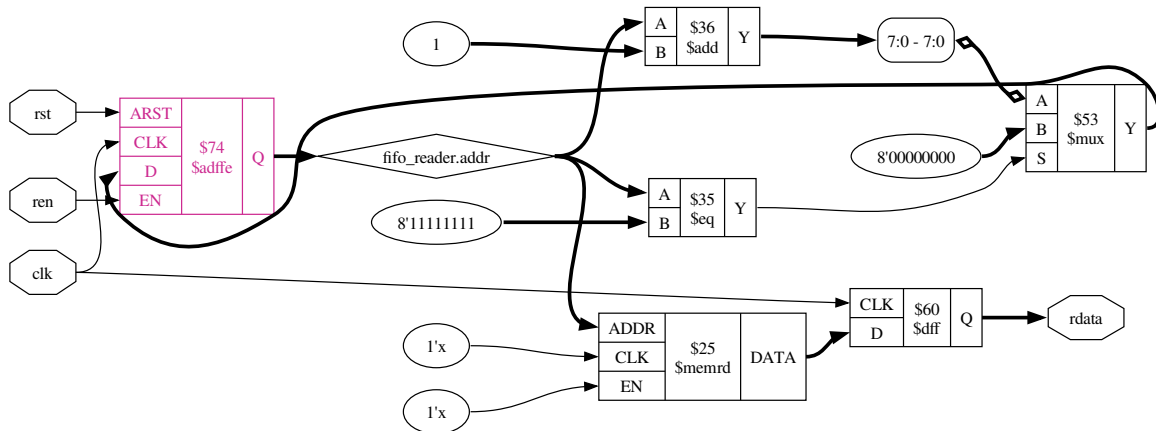 rst
ren
clk
ARST
CLK
D
EN
$74
$adffe
Q
fifo_reader.addr
1
A
B
$36
$add
Y
7:0 - 7:0
8'11111111
A
B
$35
$eq
Y
8'00000000
A
B
S
$53
$mux
Y
1'x
1'x
ADDR
CLK
EN
$25
$memrd
DATA
CLK
D
$60
$dff
Q
rdata